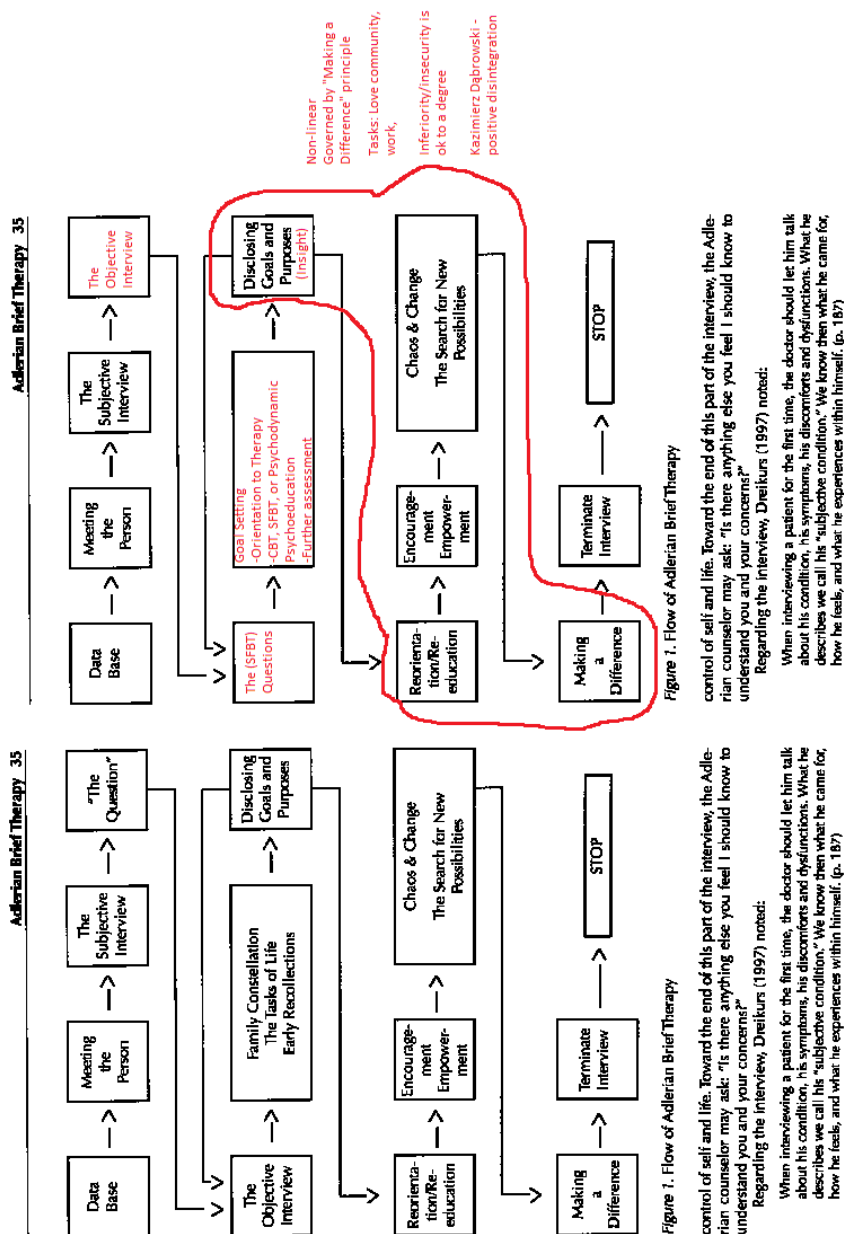 Adlerian Brief Therapy 35
Data
Base
Meeting
the
Person
The
Subjective
Interview
"The
Question"
The
Objective
Interview
Family Constellation
The Tasks of Life
Early Recollections
Disclosing
Goals and
Purposes
Reorienta-
tion/Re-
education
Encourage-
ment
Empower-
ment
Chaos & Change
The Search for New
Possibilities
Making
a
Difference
Terminate
Interview
STOP
Figure 1. Flow of Adlerian Brief Therapy
control of self and life. Toward the end of this part of the interview, the Adle-
rian counselor may ask: "Is there anything else you feel I should know to
understand you and your concerns?"
Regarding the interview, Dreikurs (1997) noted:
When interviewing a patient for the first time, the doctor should let him talk
about his condition, his symptoms, his discomforts and dysfunctions. What he
describes we call his "subjective condition." We know then what he came for,
how he feels, and what he experiences within himself. (p. 187)
Adlerian Brief Therapy 35
Data
Base
Meeting
the
Person
The
Subjective
Interview
The
Objective
Interview
The (SFBT)
Questions
Goal Setting
-Orientation to Therapy
-CBT, SFBT, or Psychodynamic
Psychoeducation
-Further assessment
Disclosing
Goals and
Purposes
(Insight)
Reorienta-
tion/Re-
education
Encourage-
ment
Empower-
ment
Chaos & Change
The Search for New
Possibilities
Making
a
Difference
Terminate
Interview
STOP
Non-linear
Governed by "Making a
Difference" principle
Tasks: Love community,
work,
Inferiority/insecurity is
ok to a degree
Kazimierz Dąbrowski -
positive disintegration
Figure 1. Flow of Adlerian Brief Therapy
control of self and life. Toward the end of this part of the interview, the Adle-
rian counselor may ask: "Is there anything else you feel I should know to
understand you and your concerns?"
Regarding the interview, Dreikurs (1997) noted:
When interviewing a patient for the first time, the doctor should let him talk
about his condition, his symptoms, his discomforts and dysfunctions. What he
describes we call his "subjective condition." We know then what he came for,
how he feels, and what he experiences within himself. (p. 187)